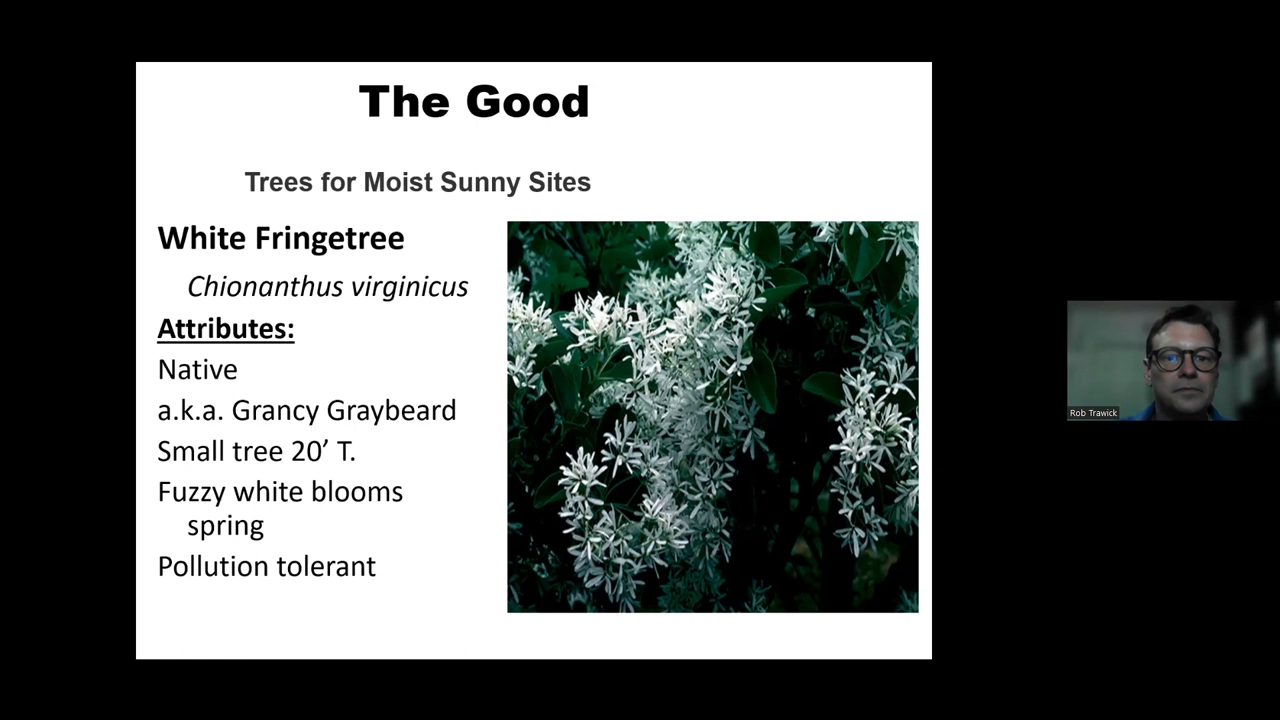 The Good
Trees for Moist Sunny Sites
White Fringetree
Chionanthus virginicus
Attributes:
Native
a.k.a. Grancy Graybeard
Small tree 20’ T.
Fuzzy white blooms
spring
Pollution tolerant
Rob Trawick